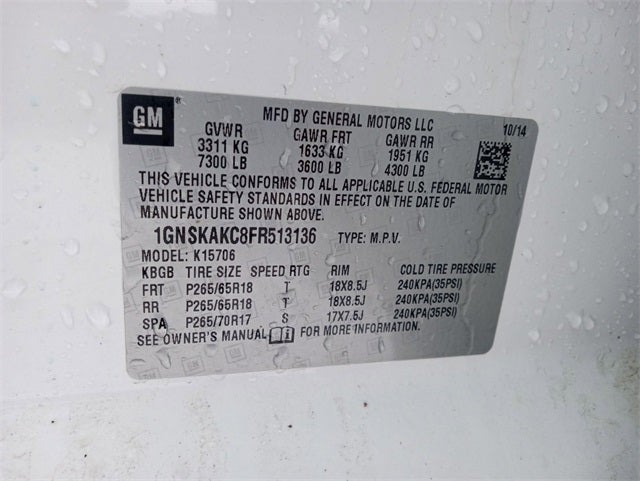 GM
MFD BY GENERAL MOTORS LLC 10/14
GVWR GAWR FRT GAWR RR
3311 KG 1633 KG 1951 KG
7300 LB 3600 LB 4300 LB
THIS VEHICLE CONFORMS TO ALL APPLICABLE U.S. FEDERAL MOTOR
VEHICLE SAFETY STANDARDS IN EFFECT ON THE DATE OF
MANUFACTURE SHOWN ABOVE.
1GNSKAKC8FR513136 TYPE: M.P.V.
MODEL: K15706
KBGB TIRE SIZE SPEED RTG RIM COLD TIRE PRESSURE
FRT P265/65R18 T 18X8.5J 240KPA(35PSI)
RR P265/65R18 T 18X8.5J 240KPA(35PSI)
SPA P265/70R17 S 17X7.5J 240KPA(35PSI)
SEE OWNER'S MANUAL FOR MORE INFORMATION.